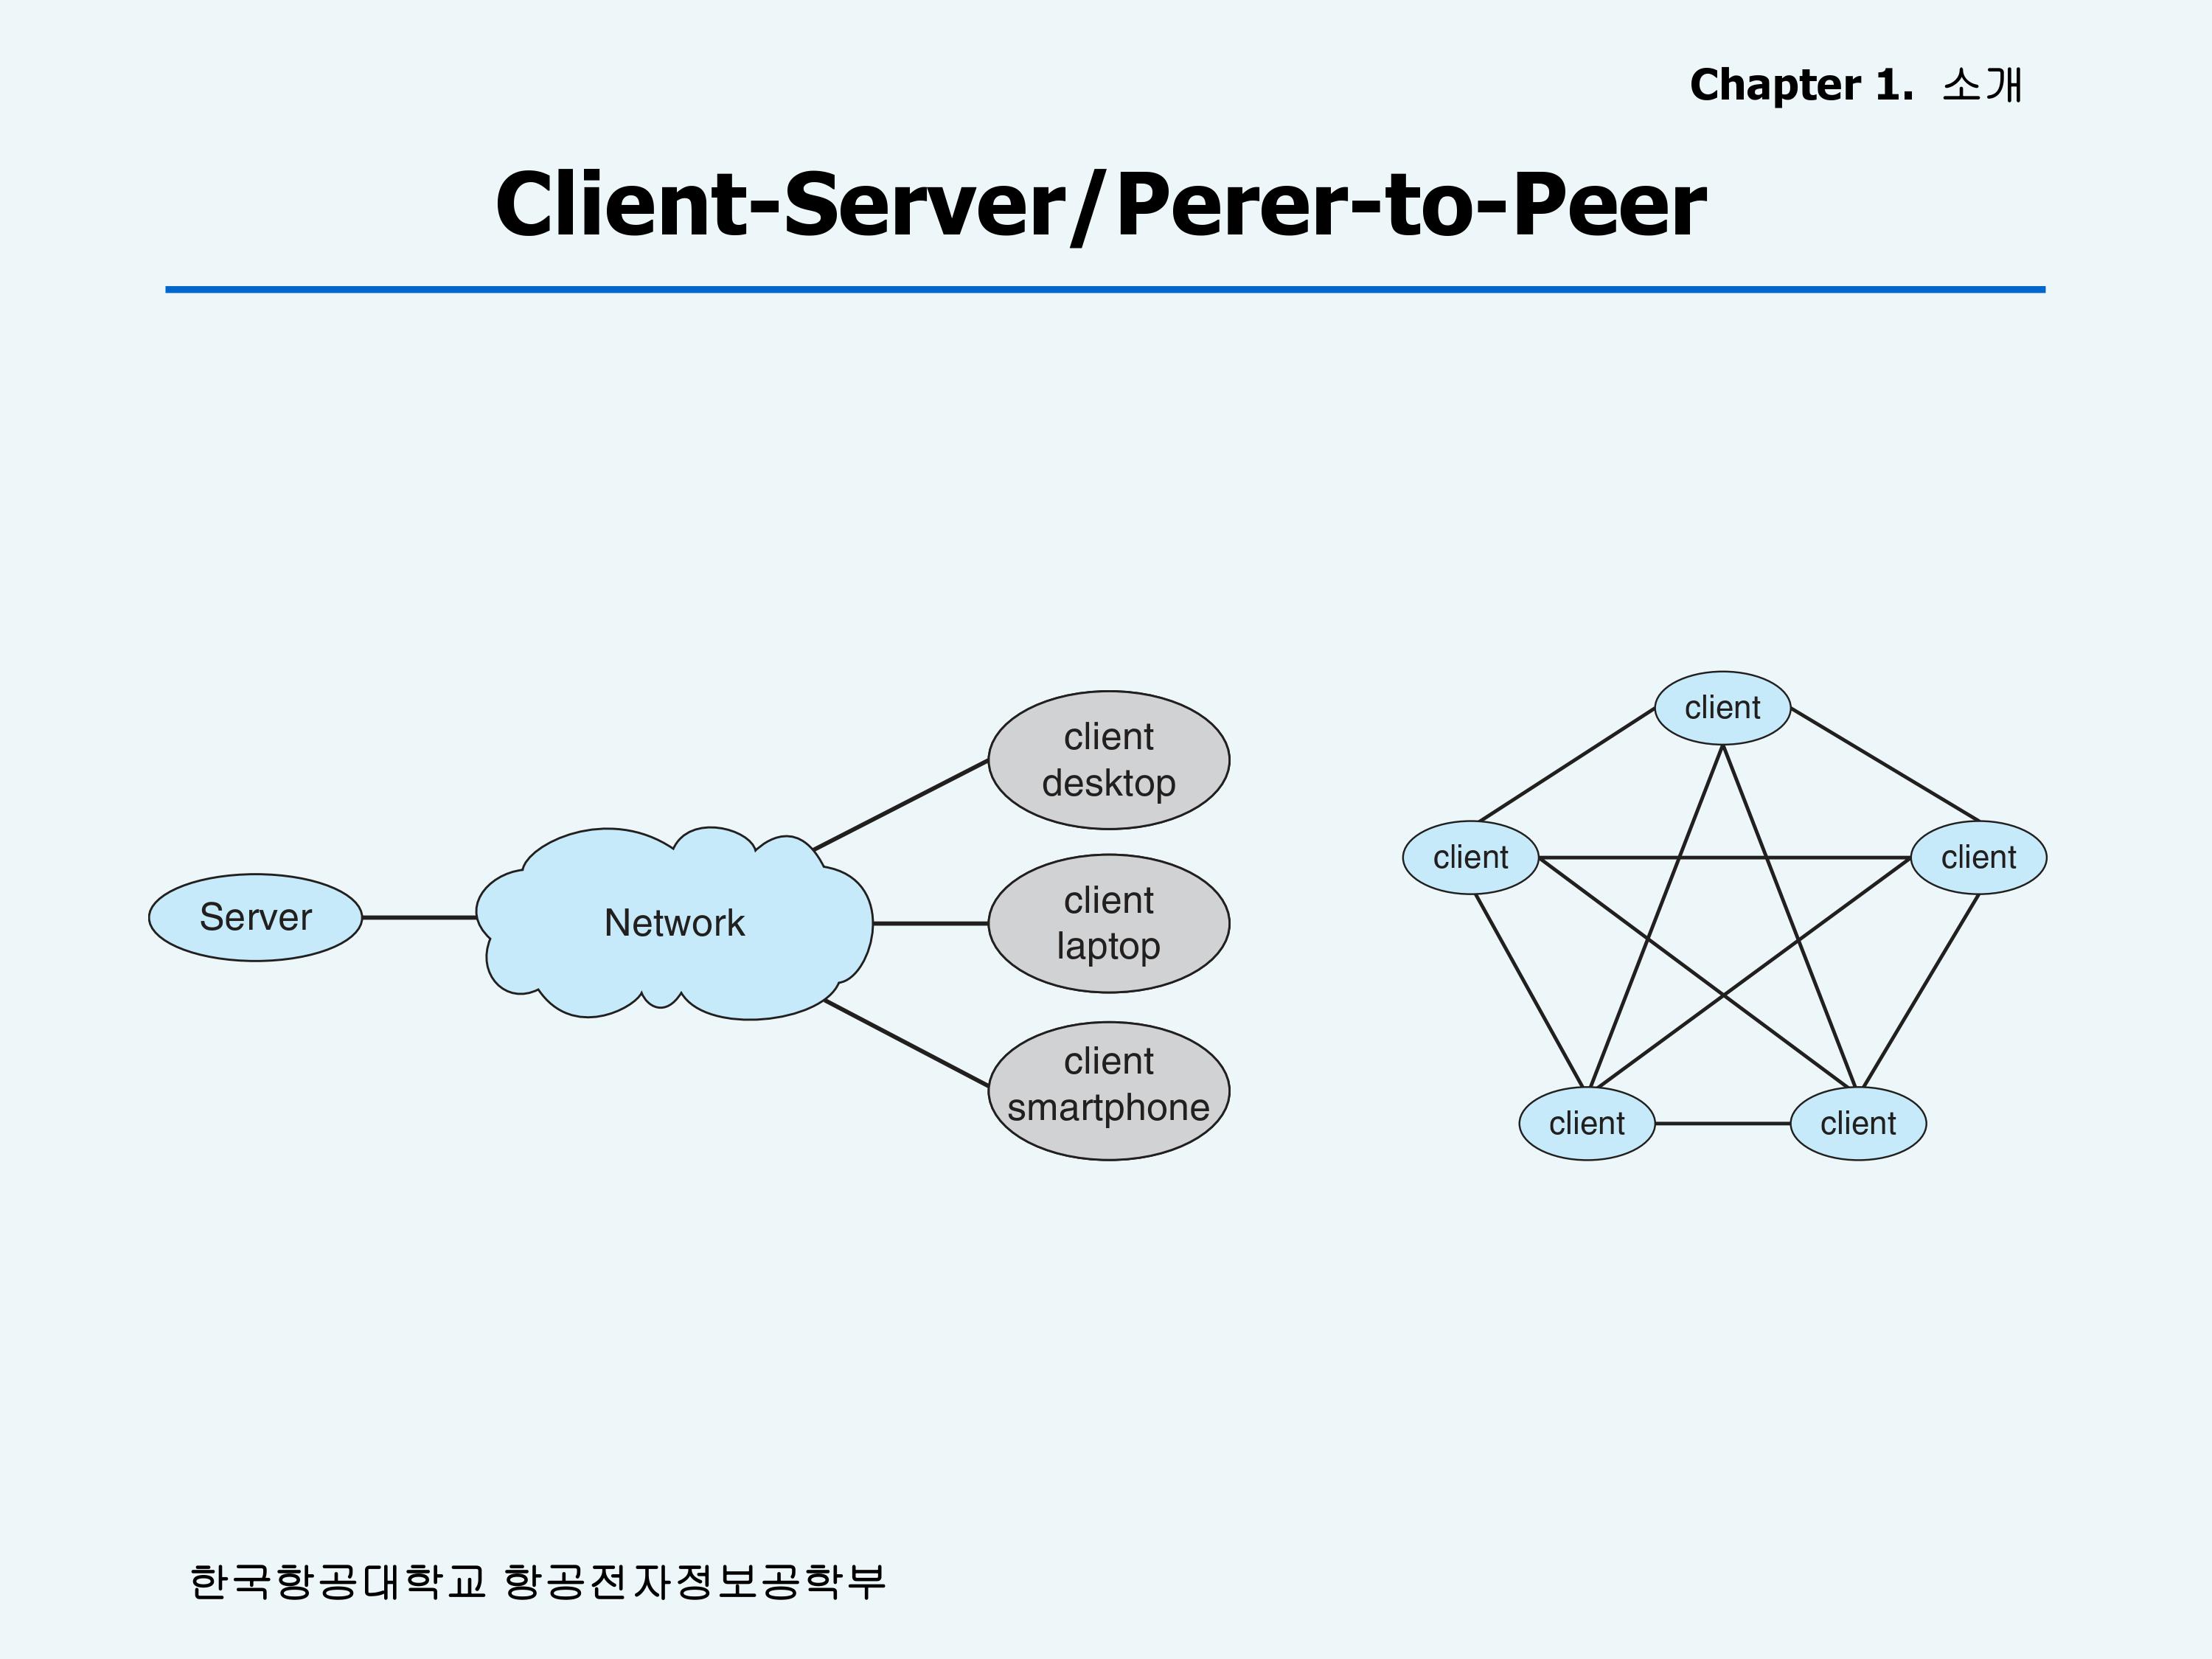 Chapter 1. 소개
Client-Server/Perer-to-Peer
Server
Network
client
desktop
client
laptop
client
smartphone
client
client
client
client
client
한국항공대학교 항공전자정보공학부